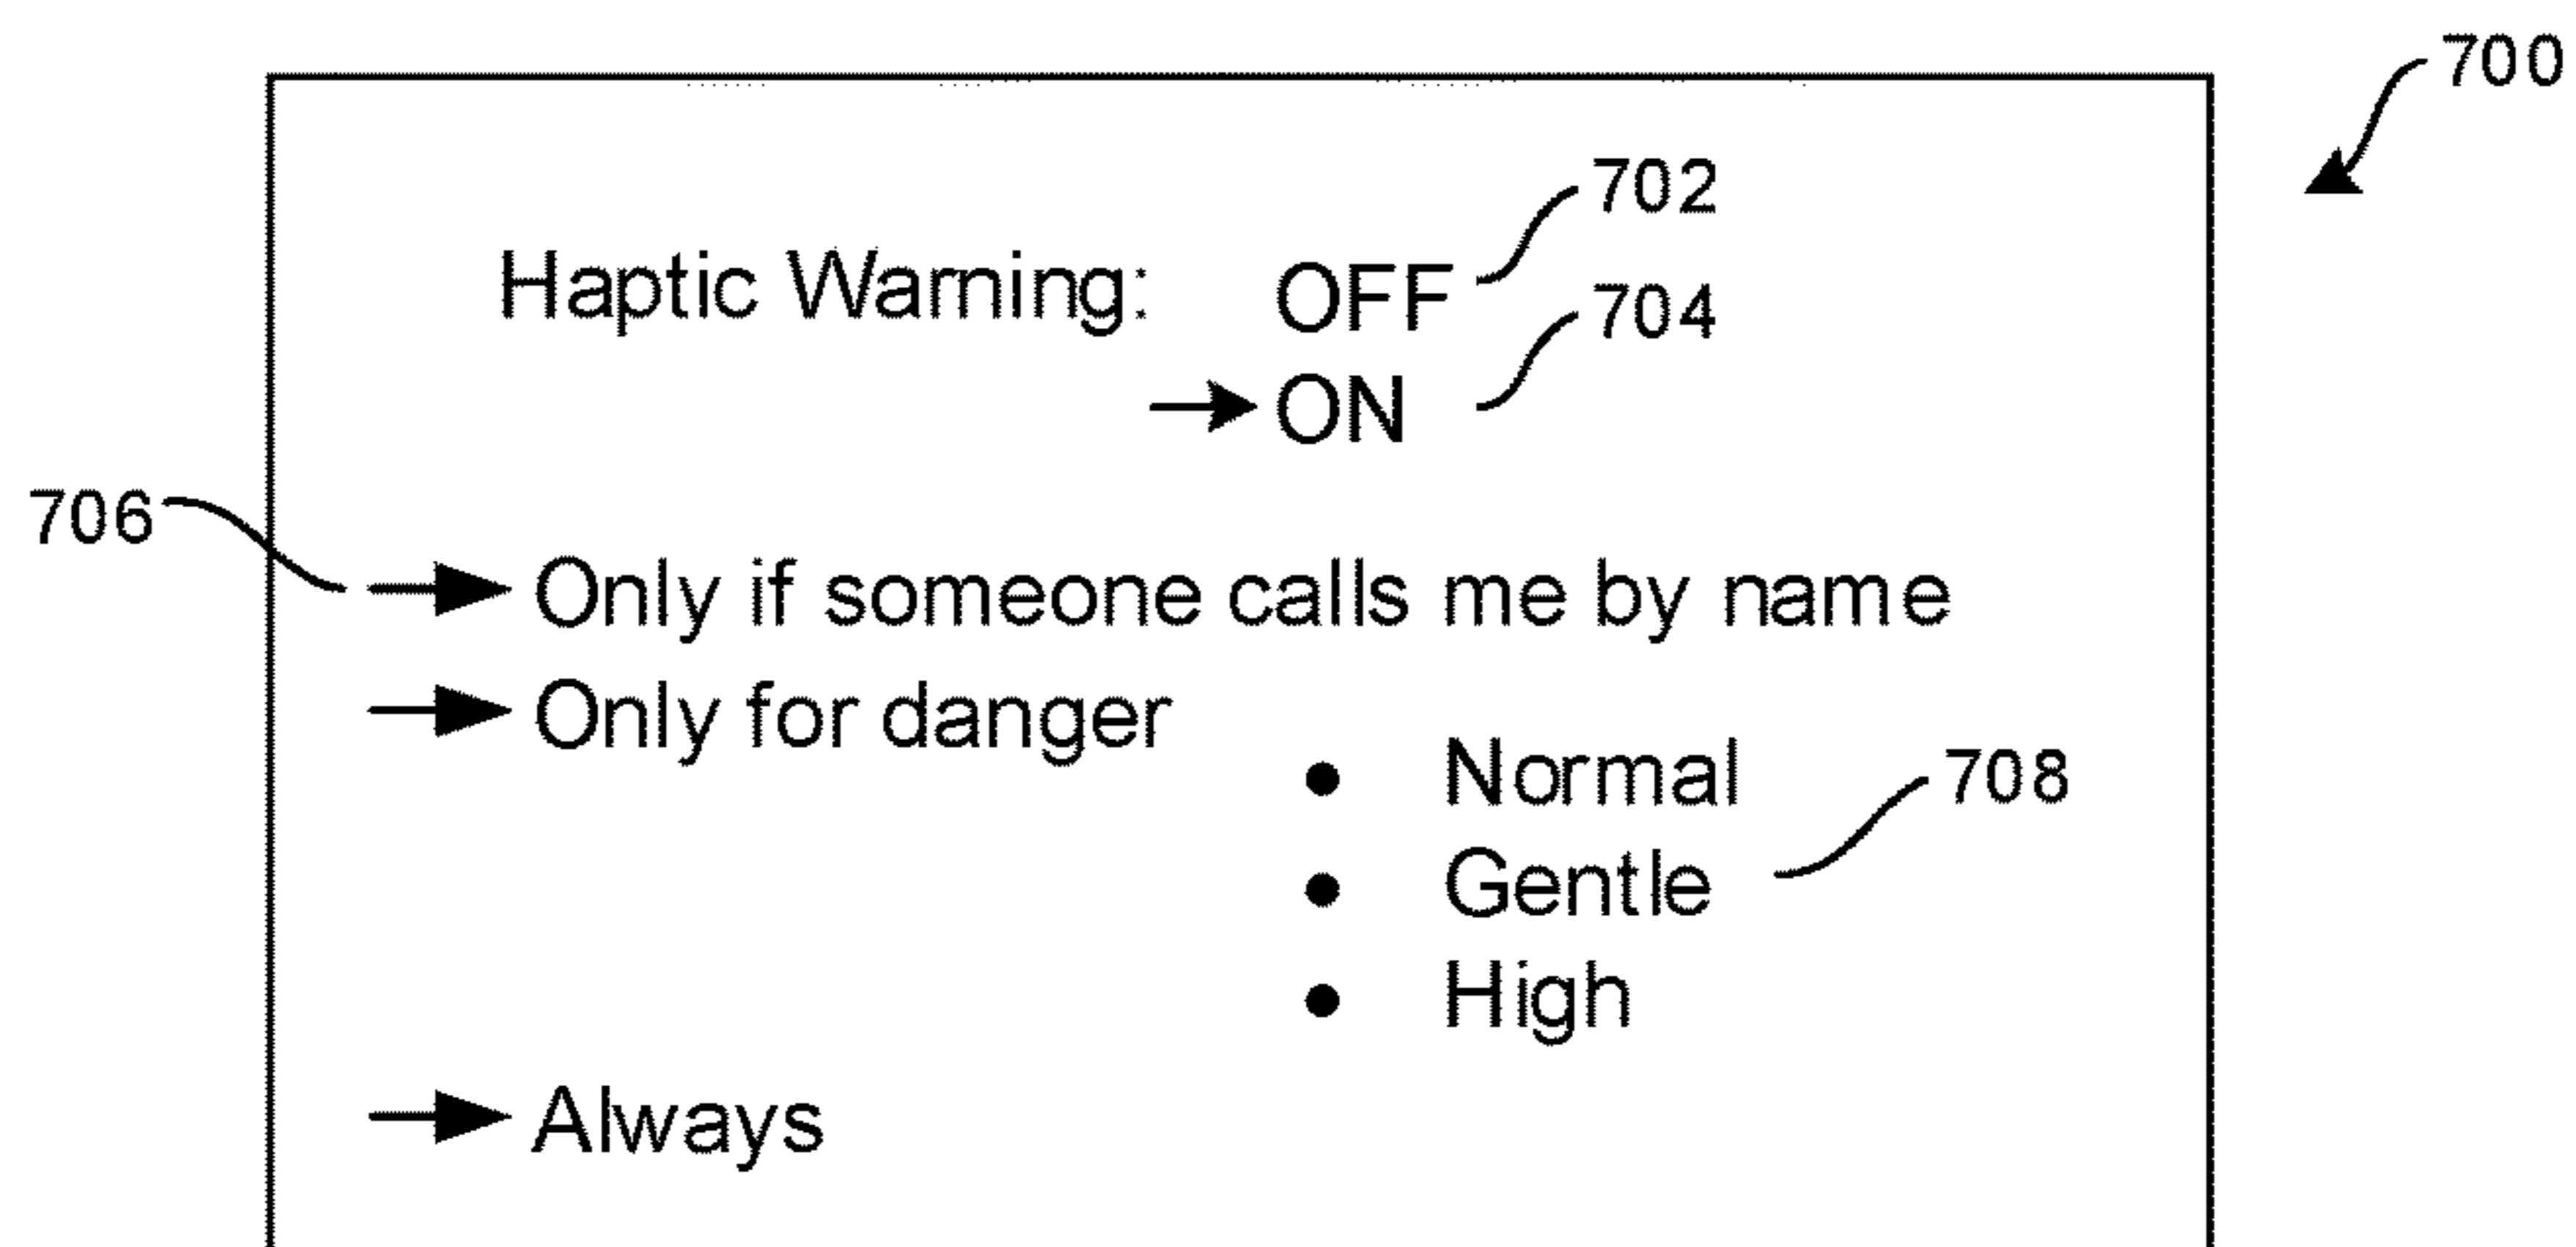 700
702
Haptic Warning: OFF
704
→ ON
706
→ Only if someone calls me by name
→ Only for danger
• Normal
708
• Gentle
• High
→ Always